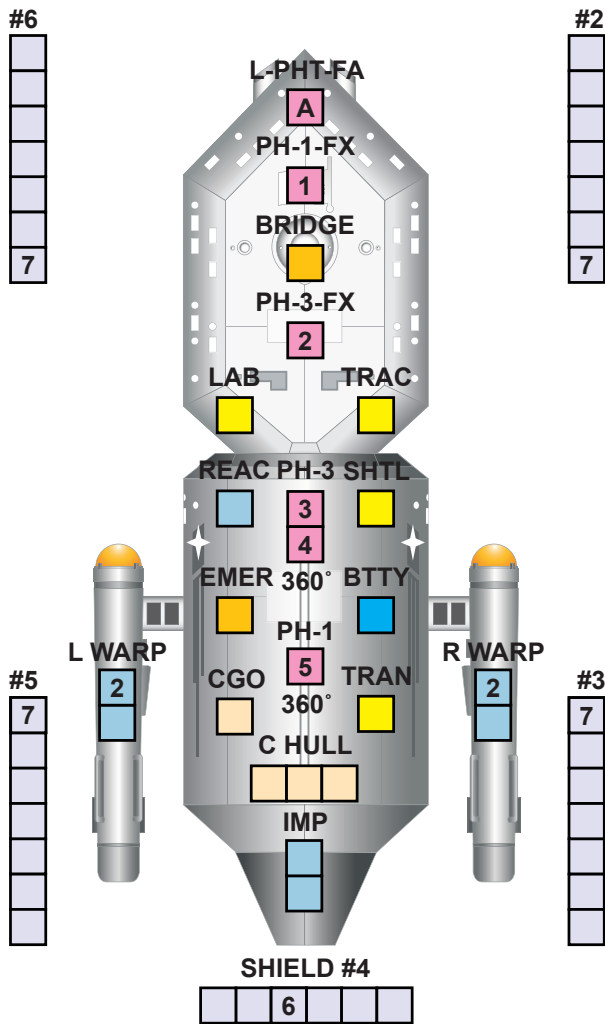 #6 #2
L-PHT-FA
A
PH-1-FX
1
BRIDGE
7 7
PH-3-FX
2
LAB TRAC
REAC PH-3 SHTL
3
4
EMER 360° BTTY
PH-1
L WARP R WARP
5
#5 2 CGO TRAN 2 #3
7 360° 7
C HULL
IMP
SHIELD #4
6